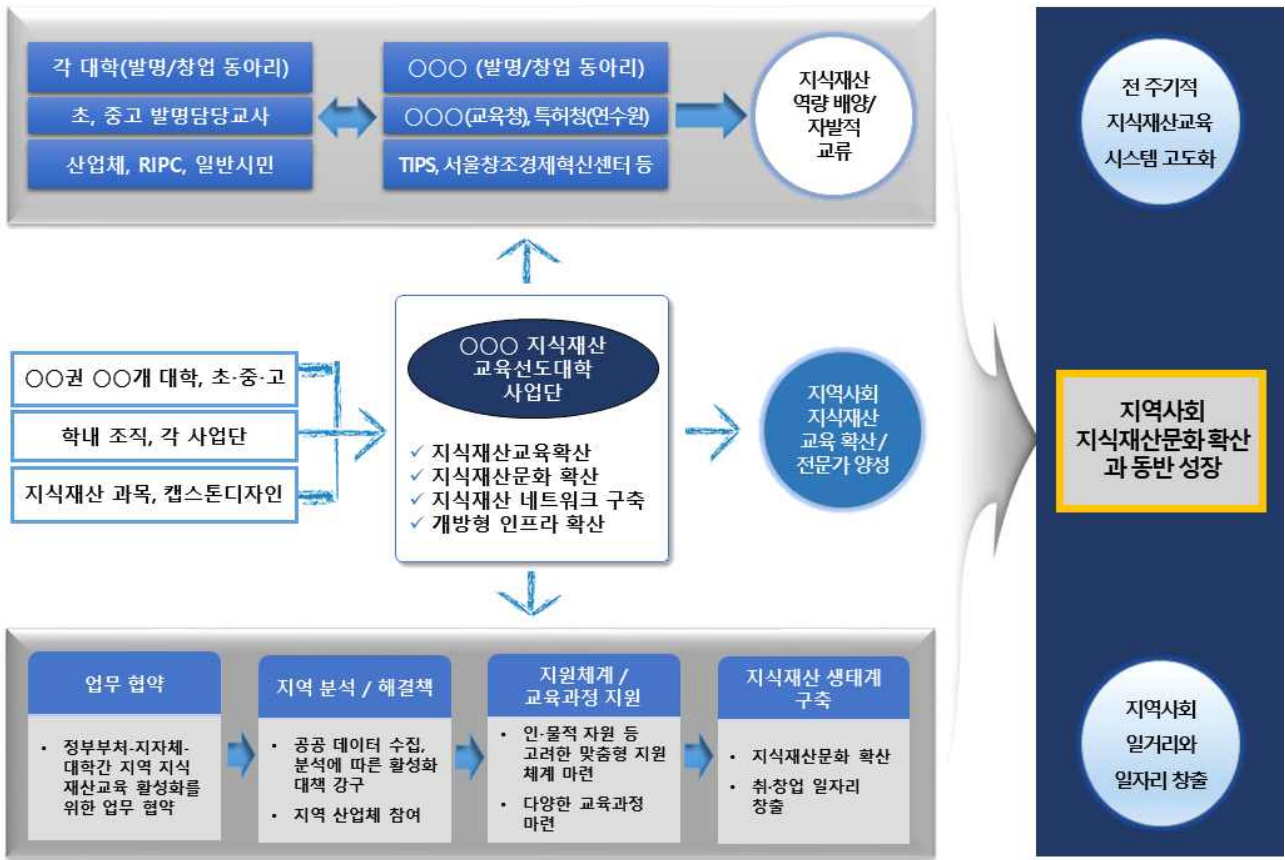 각 대학(발명/창업 동아리)
초, 중고 발명담당교사
산업체, RIPC, 일반시민
○○○ (발명/창업 동아리)
○○○(교육청), 특허청(연수원)
TIPS, 서울창조경제혁신센터 등
지식재산
역량 배양/
자발적
교류
전 주기적
지식재산교육
시스템 고도화
○○권 ○○개 대학, 초·중·고
학내 조직, 각 사업단
지식재산 과목, 캡스톤디자인
○○○ 지식재산
교육선도대학
사업단
✓ 지식재산교육확산
✓ 지식재산문화 확산
✓ 지식재산 네트워크 구축
✓ 개방형 인프라 확산
지역사회
지식재산
교육 확산/
전문가 양성
지역사회
지식재산문화 확산
과 동반 성장
업무 협약
• 정부부처-지자체-
대학간 지역 지식
재산교육 활성화를
위한 업무 협약
지역 분석 / 해결책
• 공공 데이터 수집,
분석에 따른 활성화
대책 강구
• 지역 산업체 참여
지원체계 /
교육과정 지원
• 인·물적 자원 등
고려한 맞춤형 지원
체계 마련
• 다양한 교육과정
마련
지식재산 생태계
구축
• 지식재산문화 확산
• 취·창업 일자리
창출
지역사회
일거리와
일자리 창출